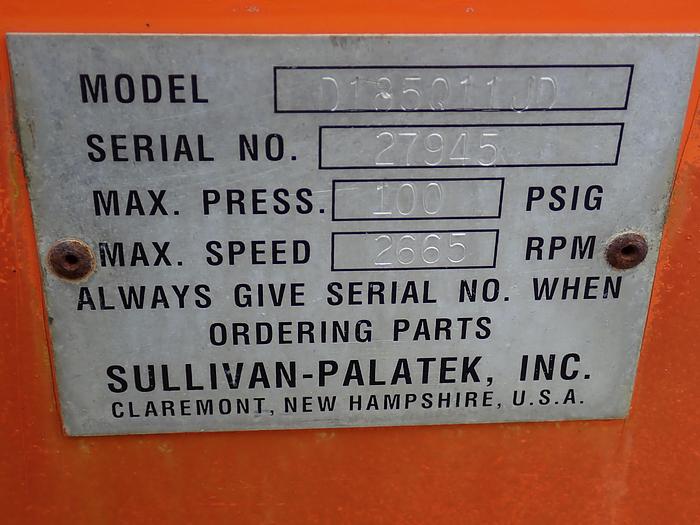 MODEL D185Q11JD
SERIAL NO. 27945
MAX. PRESS. 100 PSIG
MAX. SPEED 2665 RPM
ALWAYS GIVE SERIAL NO. WHEN
ORDERING PARTS
SULLIVAN-PALATEK, INC.
CLAREMONT, NEW HAMPSHIRE, U.S.A.